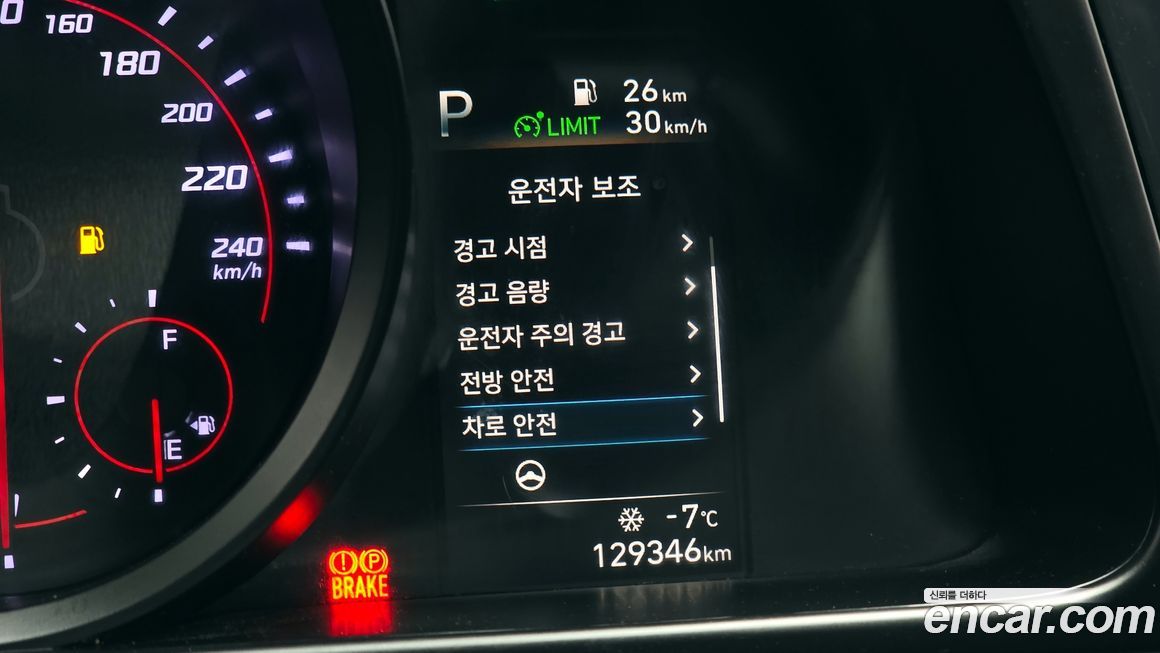 160
180
200
220
240
km/h
F
E
P
26 km
LIMIT 30 km/h
운전자 보조
경고 시점
경고 음량
운전자 주의 경고
전방 안전
차로 안전
-7℃
129346 km
(!) (P)
BRAKE
신뢰를 더하다
encar.com